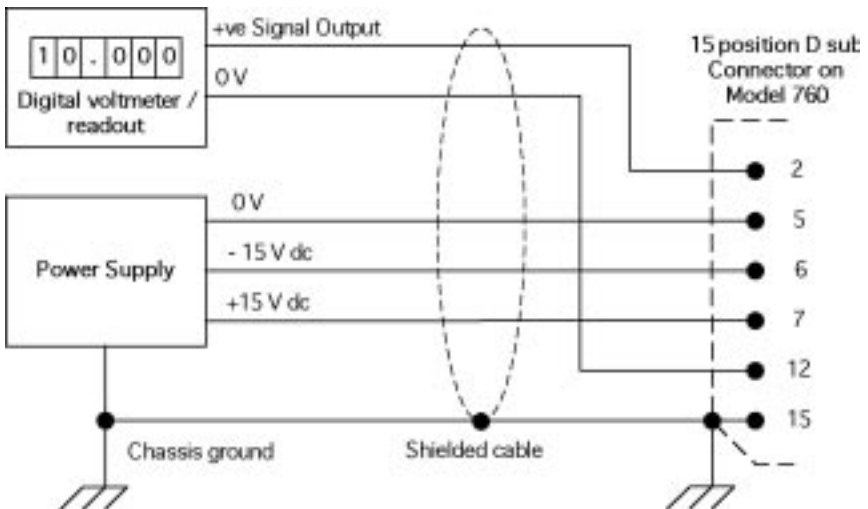 +ve Signal Output
10.000
0 V
Digital voltmeter /
readout
15 position D sub
Connector on
Model 760
2
0 V
5
- 15 V dc
6
Power Supply
+15 V dc
7
12
15
Chassis ground
Shielded cable